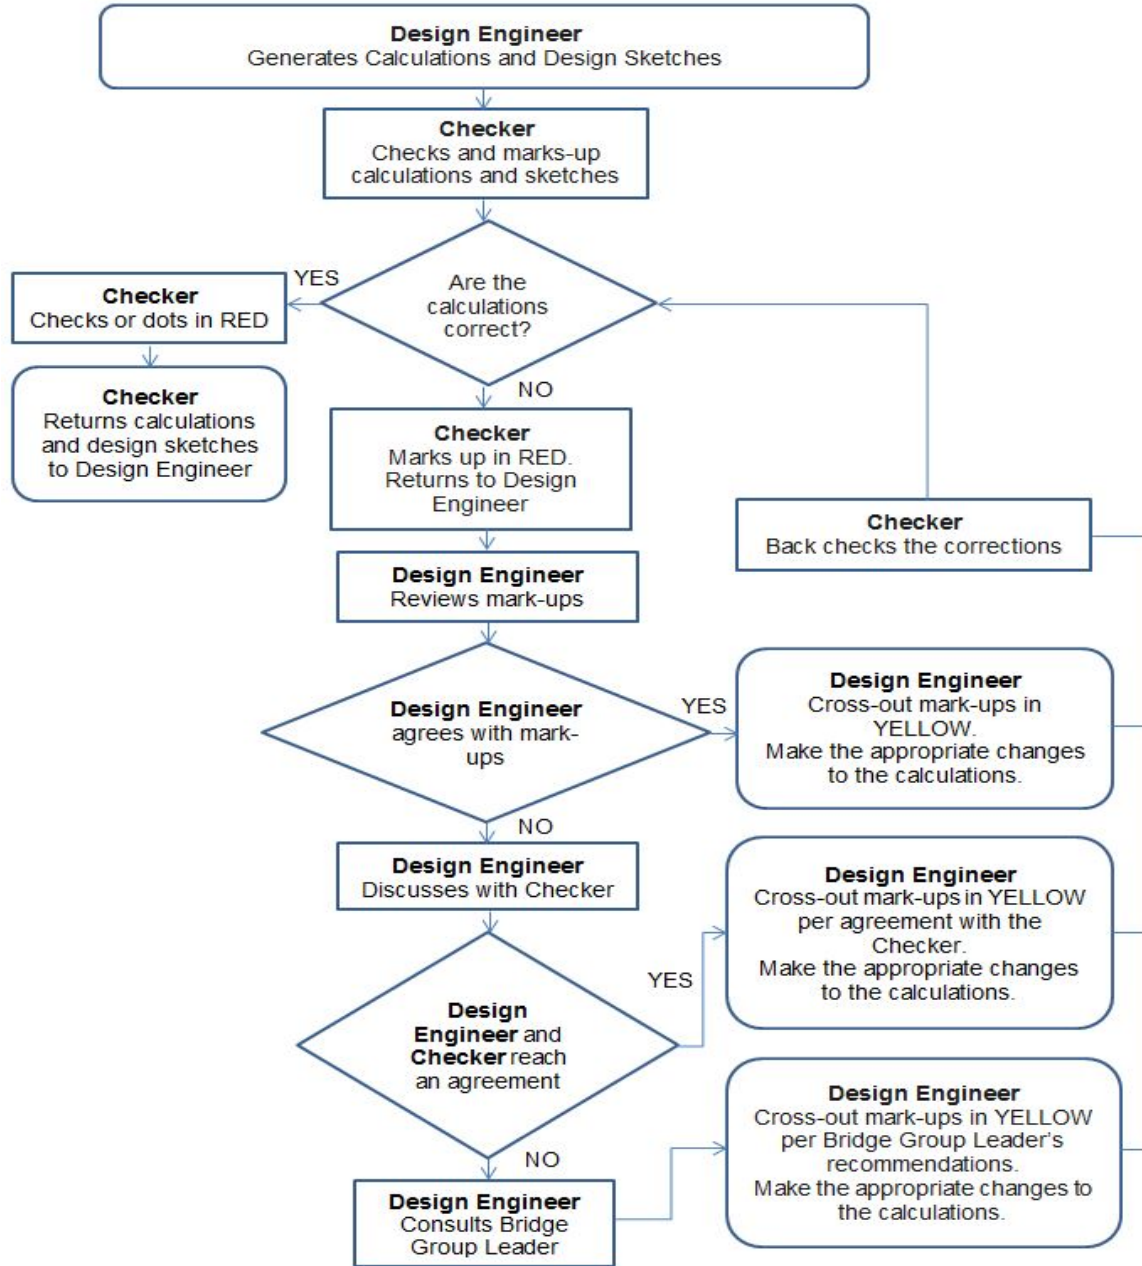 Design Engineer
Generates Calculations and Design Sketches
Checker
Checks and marks-up
calculations and sketches
Are the
calculations
correct?
YES
Checker
Checks or dots in RED
Checker
Returns calculations
and design sketches
to Design Engineer
NO
Checker
Marks up in RED.
Returns to Design
Engineer
Checker
Back checks the corrections
Design Engineer
Reviews mark-ups
Design Engineer
agrees with mark-
ups
YES
Design Engineer
Cross-out mark-ups in
YELLOW.
Make the appropriate changes
to the calculations.
NO
Design Engineer
Discusses with Checker
Design
Engineer and
Checker reach
an agreement
YES
Design Engineer
Cross-out mark-ups in YELLOW
per agreement with the
Checker.
Make the appropriate changes
to the calculations.
NO
Design Engineer
Consults Bridge
Group Leader
Design Engineer
Cross-out mark-ups in YELLOW
per Bridge Group Leader's
recommendations.
Make the appropriate changes to
the calculations.